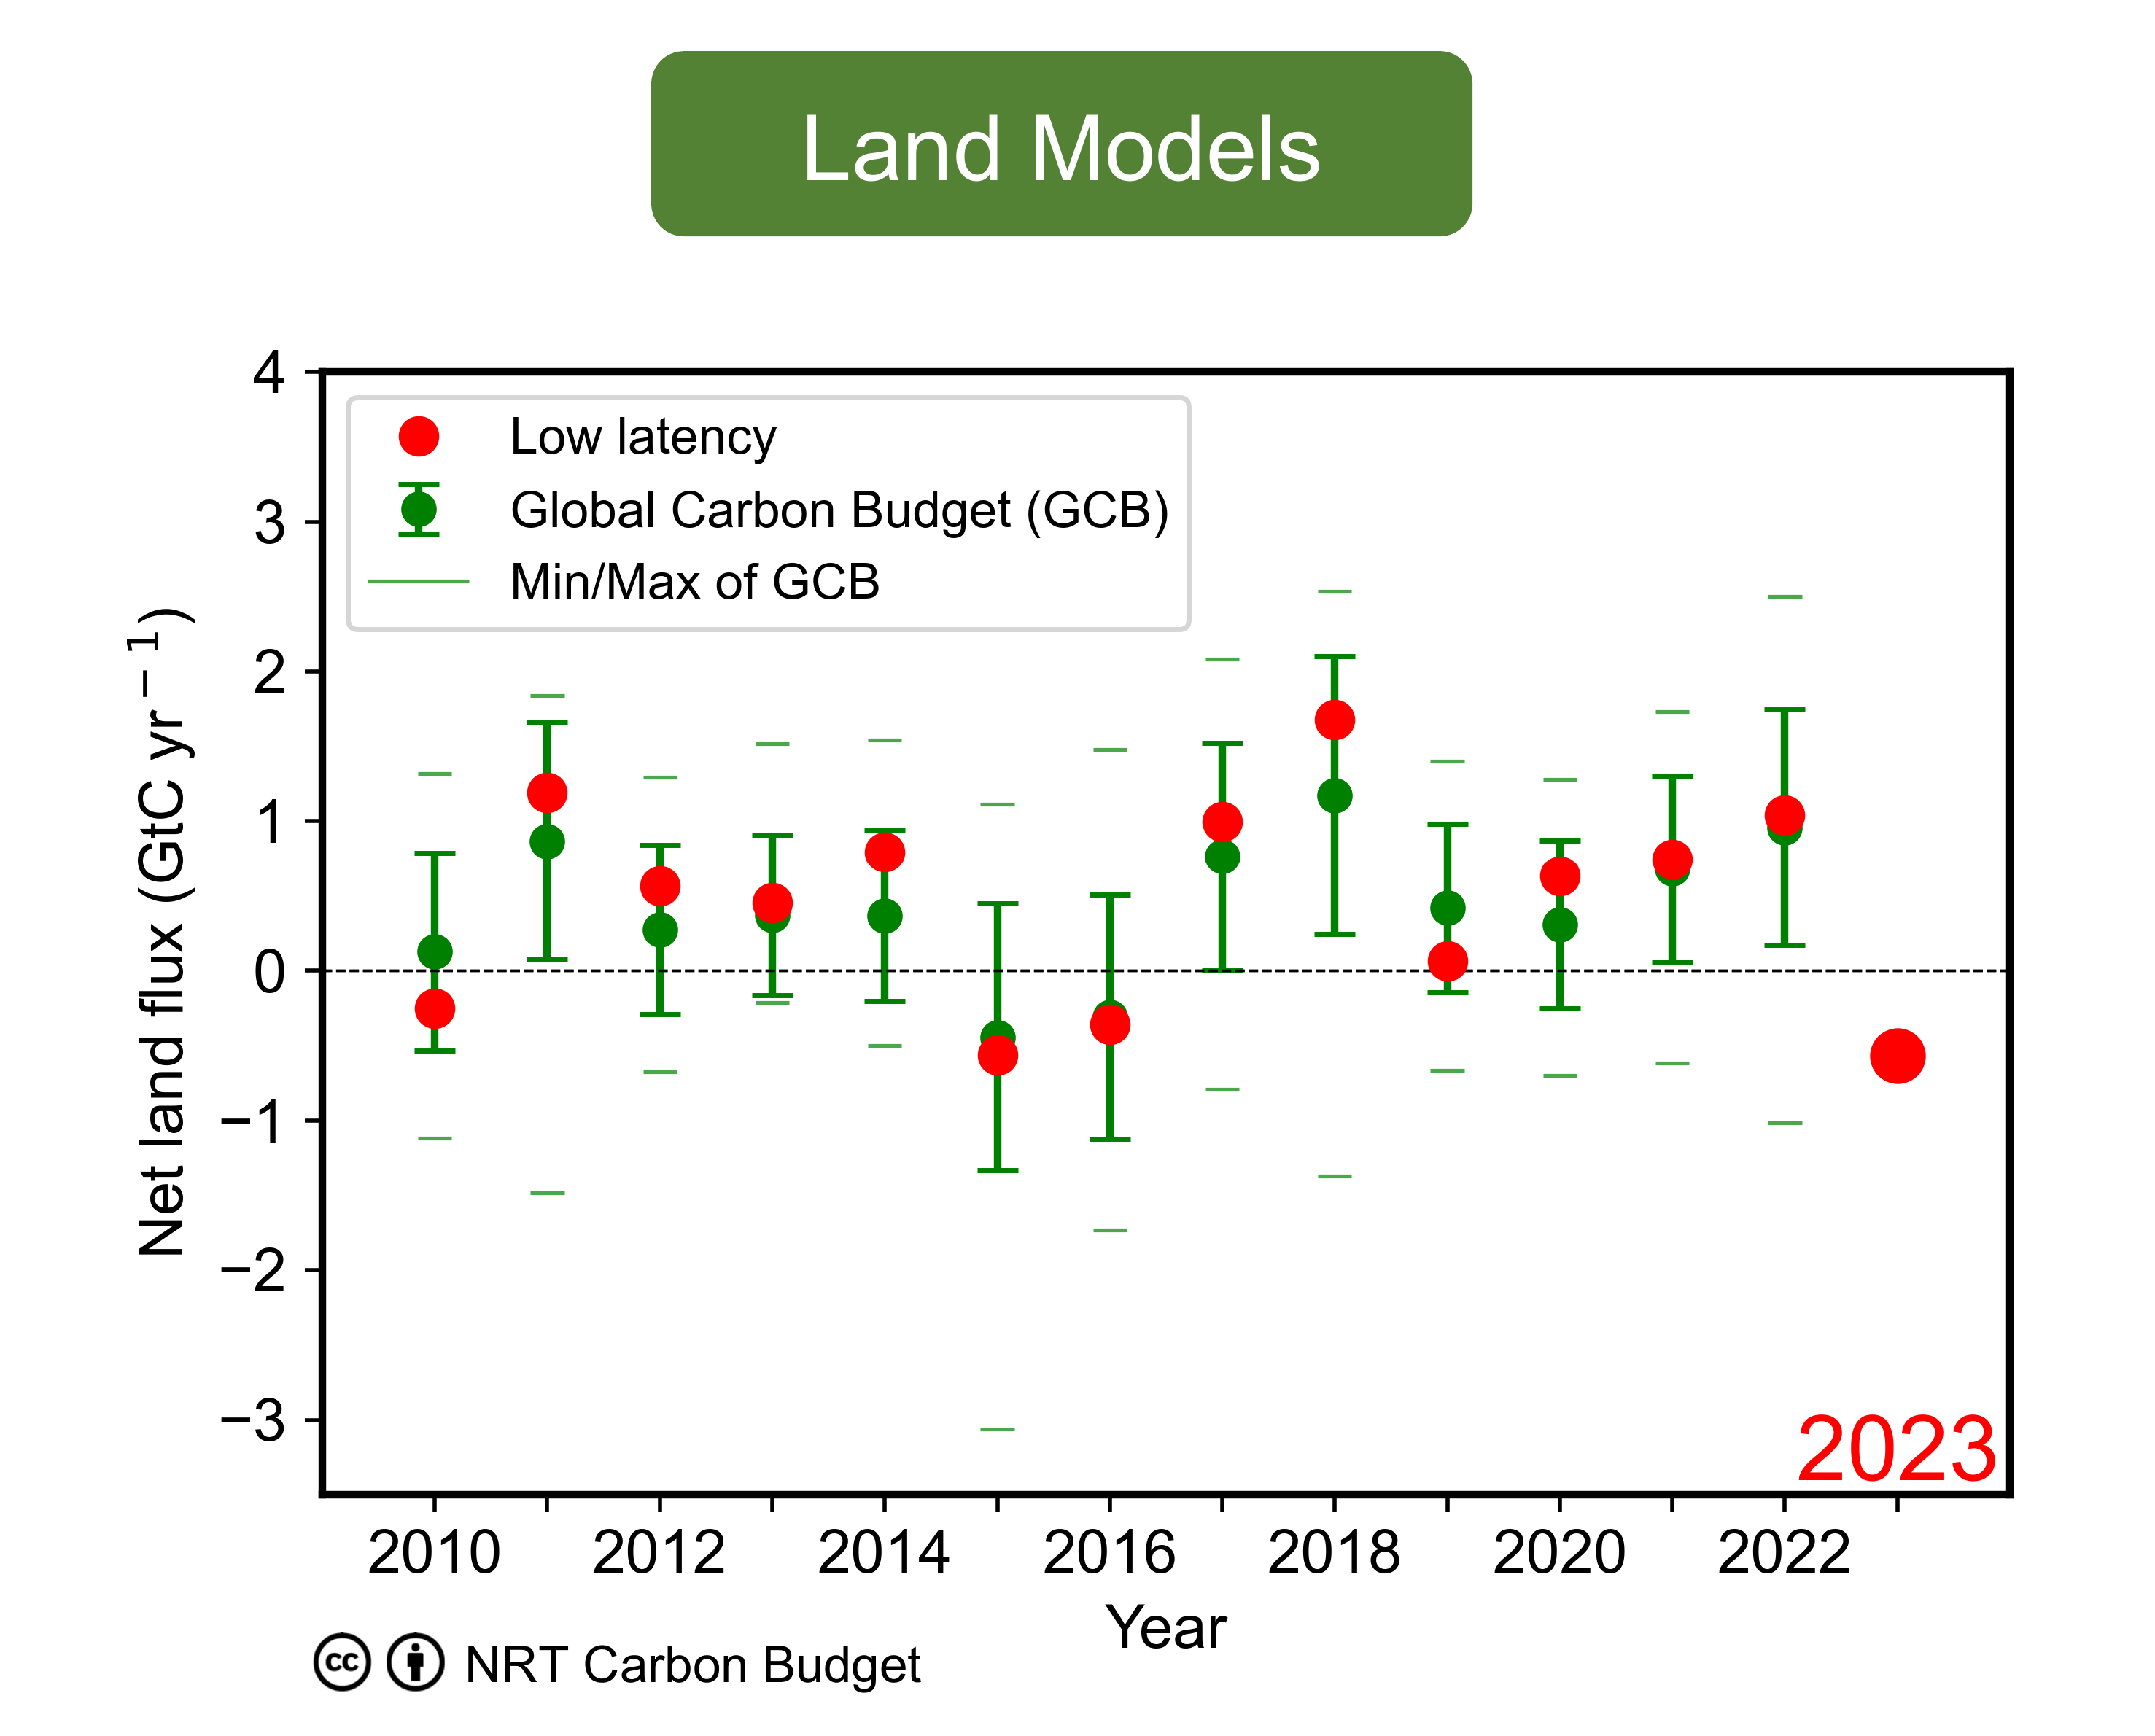 Land Models
4
3
2
1
0
−1
−2
−3
Net land flux (GtC yr⁻¹)
Low latency
Global Carbon Budget (GCB)
Min/Max of GCB
2023
2010 2012 2014 2016 2018 2020 2022
Year
cc NRT Carbon Budget